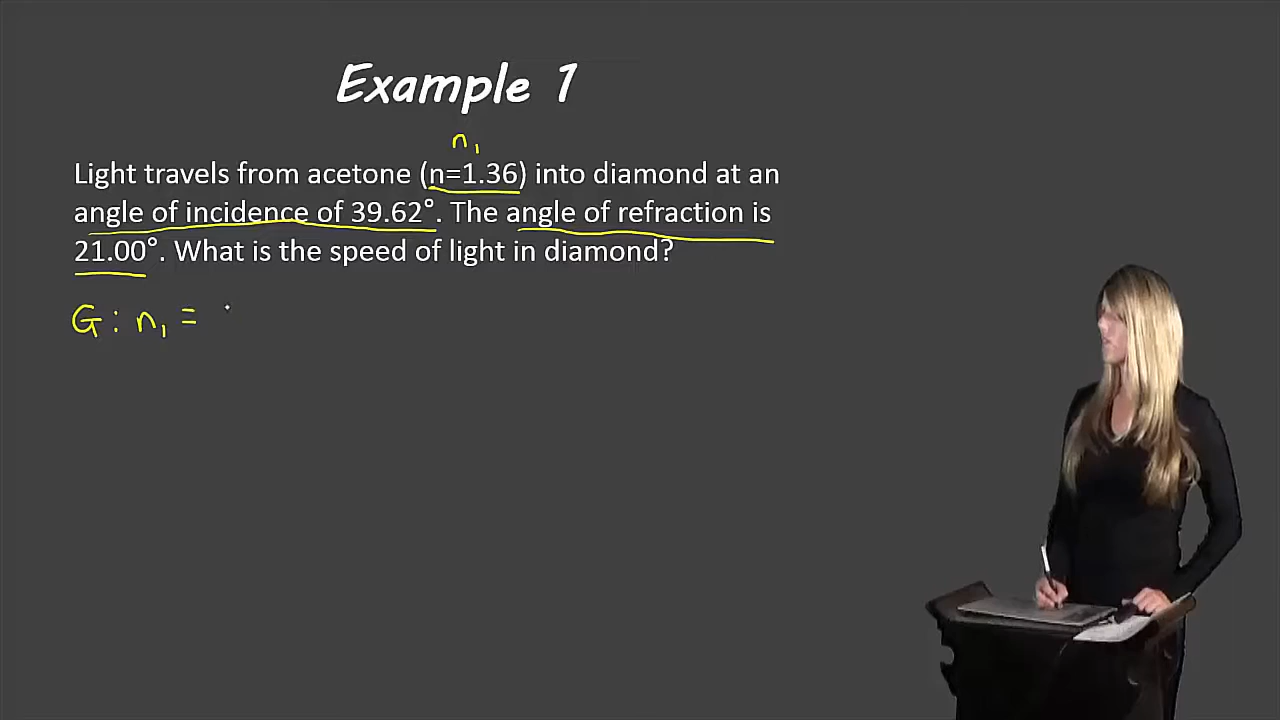 Example 1
n₁
Light travels from acetone (n=1.36) into diamond at an
angle of incidence of 39.62°. The angle of refraction is
21.00°. What is the speed of light in diamond?
G: n₁ =